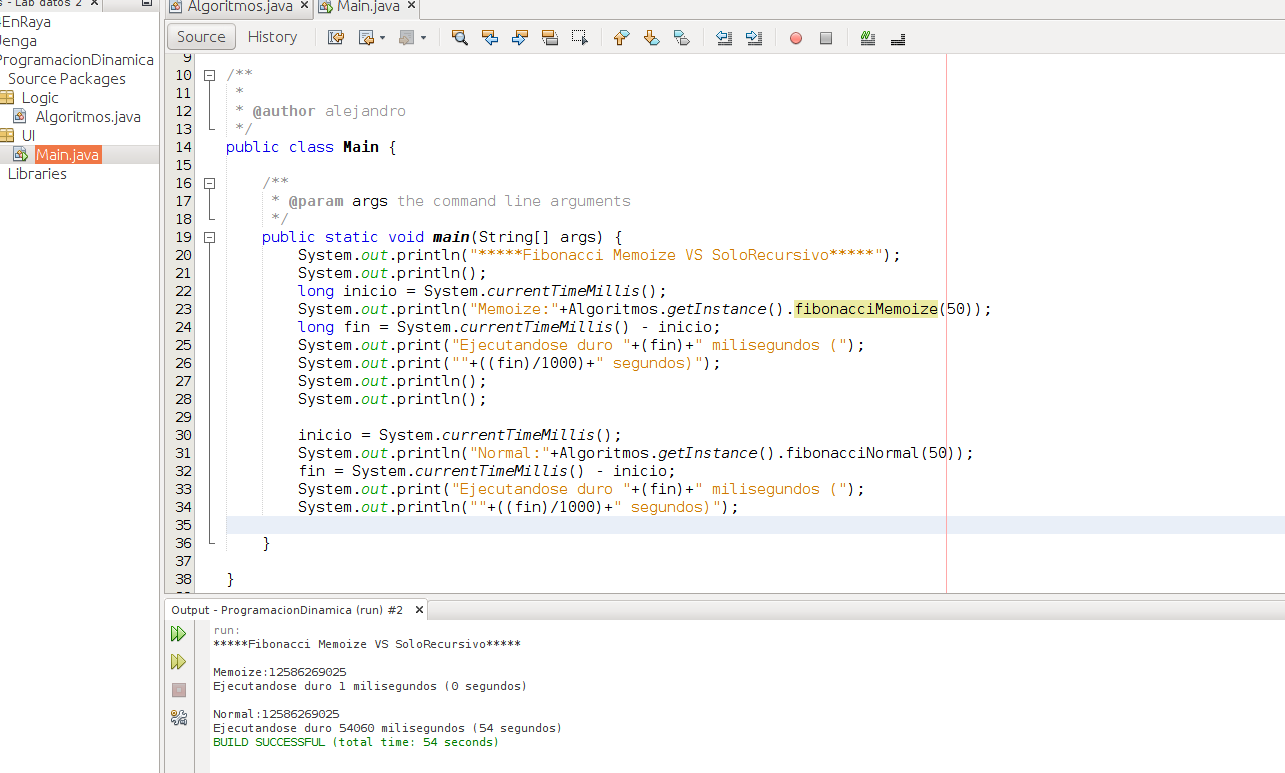 s - Lab datos 2
Algoritmos.java
Main.java
Source
History
EnRaya
Jenga
ProgramacionDinamica
Source Packages
Logic
Algoritmos.java
UI
Main.java
Libraries
9
10 /**
11 *
12 * @author alejandro
13 */
14 public class Main {
15
16 /**
17 * @param args the command line arguments
18 */
19 public static void main(String[] args) {
20 System.out.println("*****Fibonacci Memoize VS SoloRecursivo*****");
21 System.out.println();
22 long inicio = System.currentTimeMillis();
23 System.out.println("Memoize:"+Algoritmos.getInstance().fibonacciMemoize(50));
24 long fin = System.currentTimeMillis() - inicio;
25 System.out.print("Ejecutandose duro "+(fin)+" milisegundos (");
26 System.out.print(""+((fin)/1000)+" segundos)");
27 System.out.println();
28 System.out.println();
29
30 inicio = System.currentTimeMillis();
31 System.out.println("Normal:"+Algoritmos.getInstance().fibonacciNormal(50));
32 fin = System.currentTimeMillis() - inicio;
33 System.out.print("Ejecutandose duro "+(fin)+" milisegundos (");
34 System.out.println(""+((fin)/1000)+" segundos)");
35
36 }
37
38 }
Output - ProgramacionDinamica (run) #2
run:
*****Fibonacci Memoize VS SoloRecursivo*****
Memoize:12586269025
Ejecutandose duro 1 milisegundos (0 segundos)
Normal:12586269025
Ejecutandose duro 54060 milisegundos (54 segundos)
BUILD SUCCESSFUL (total time: 54 seconds)